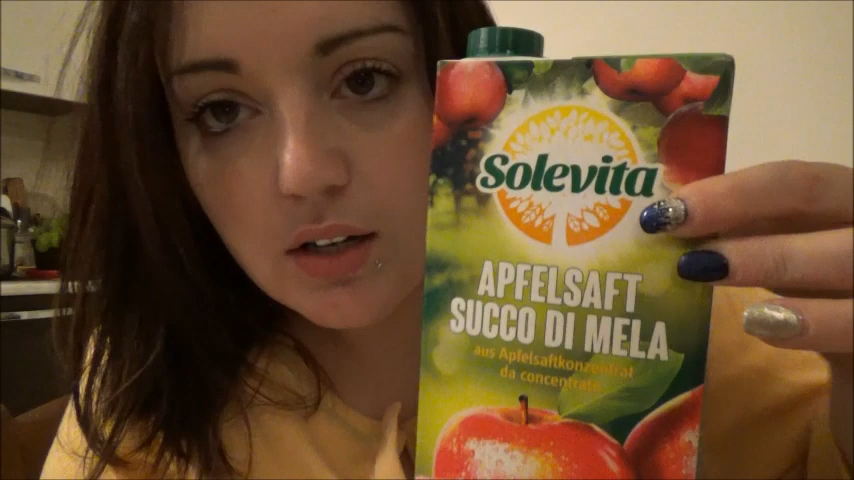 Solevita
APFELSAFT
SUCCO DI MELA
aus Apfelsaftkonzentrat
da concentrato